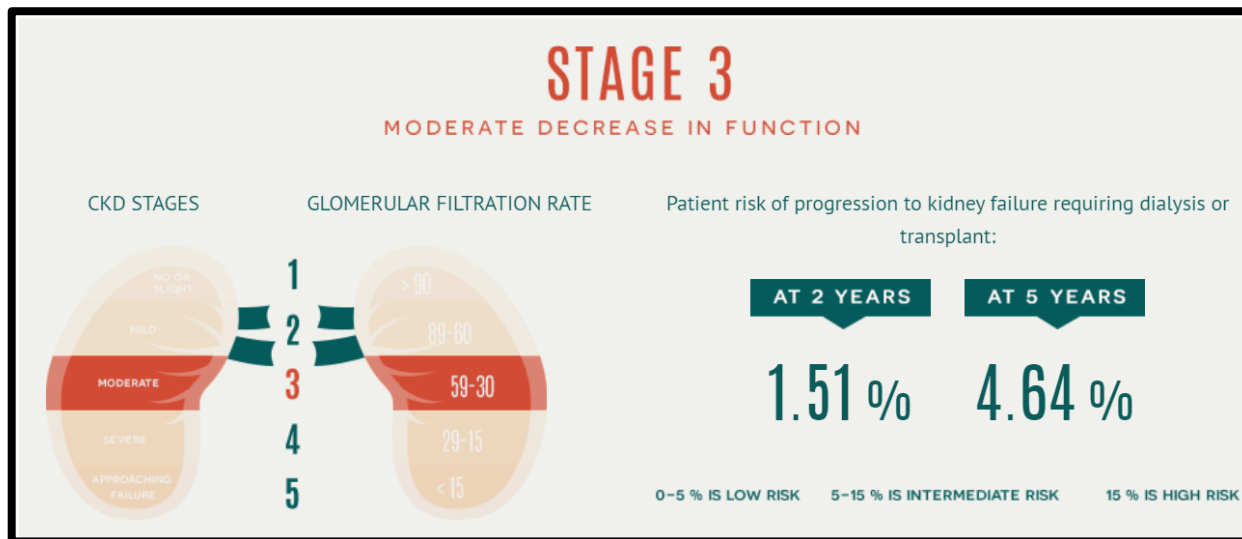 STAGE 3
MODERATE DECREASE IN FUNCTION
CKD STAGES
GLOMERULAR FILTRATION RATE
NO OR
SLIGHT
MILD
MODERATE
SEVERE
APPROACHING
FAILURE
1
2
3
4
5
> 90
89-60
59-30
29-15
< 15
Patient risk of progression to kidney failure requiring dialysis or
transplant:
AT 2 YEARS
1.51 %
AT 5 YEARS
4.64 %
0-5 % IS LOW RISK
5-15 % IS INTERMEDIATE RISK
15 % IS HIGH RISK